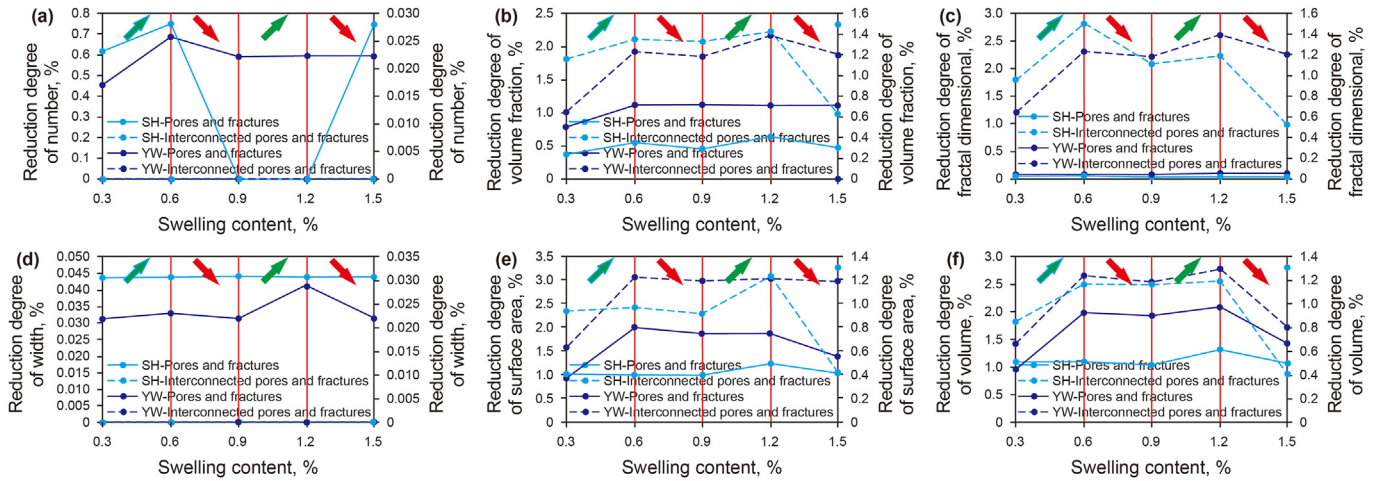 (a)
Reduction degree
of number, %
0.8
0.7
0.6
0.5
0.4
0.3
0.2
0.1
0
0.030
0.025
0.020
0.015
0.010
0.005
0
Reduction degree
of number, %
SH-Pores and fractures
SH-Interconnected pores and fractures
YW-Pores and fractures
YW-Interconnected pores and fractures
0.3 0.6 0.9 1.2 1.5
Swelling content, %
(b)
Reduction degree of
volume fraction, %
2.5
2.0
1.5
1.0
0.5
0
1.6
1.4
1.2
1.0
0.8
0.6
0.4
0.2
0
Reduction degree of
volume fraction, %
SH-Pores and fractures
SH-Interconnected pores and fractures
YW-Pores and fractures
YW-Interconnected pores and fractures
0.3 0.6 0.9 1.2 1.5
Swelling content, %
(c)
Reduction degree of
fractal dimensional, %
3.0
2.5
2.0
1.5
1.0
0.5
0
1.6
1.4
1.2
1.0
0.8
0.6
0.4
0.2
0
Reduction degree of
fractal dimensional, %
SH-Pores and fractures
SH-Interconnected pores and fractures
YW-Pores and fractures
YW-Interconnected pores and fractures
0.3 0.6 0.9 1.2 1.5
Swelling content, %
(d)
Reduction degree
of width, %
0.050
0.045
0.040
0.035
0.030
0.025
0.020
0.0015
0.010
0.005
0
0.035
0.030
0.025
0.020
0.015
0.010
0.005
0
Reduction degree
of width, %
SH-Pores and fractures
SH-Interconnected pores and fractures
YW-Pores and fractures
YW-Interconnected pores and fractures
0.3 0.6 0.9 1.2 1.5
Swelling content, %
(e)
Reduction degree
of surface area, %
3.5
3.0
2.5
2.0
1.5
1.0
0.5
0
1.4
1.2
1.0
0.8
0.6
0.4
0.2
0
Reduction degree
of surface area, %
SH-Pores and fractures
SH-Interconnected pores and fractures
YW-Pores and fractures
YW-Interconnected pores and fractures
0.3 0.6 0.9 1.2 1.5
Swelling content, %
(f)
Reduction degree
of volume, %
3.0
2.5
2.0
1.5
1.0
0.5
0
1.4
1.2
1.0
0.8
0.6
0.4
0.2
0
Reduction degree
of volume, %
SH-Pores and fractures
SH-Interconnected pores and fractures
YW-Pores and fractures
YW-Interconnected pores and fractures
0.3 0.6 0.9 1.2 1.5
Swelling content, %